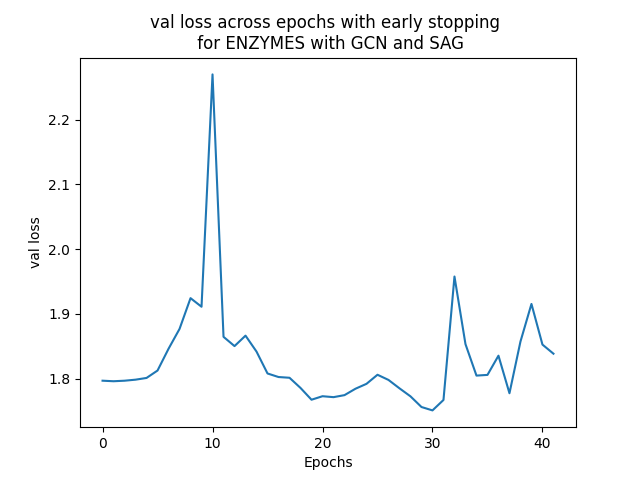 val loss across epochs with early stopping
for ENZYMES with GCN and SAG
2.2
2.1
2.0
1.9
1.8
val loss
0
10
20
30
40
Epochs